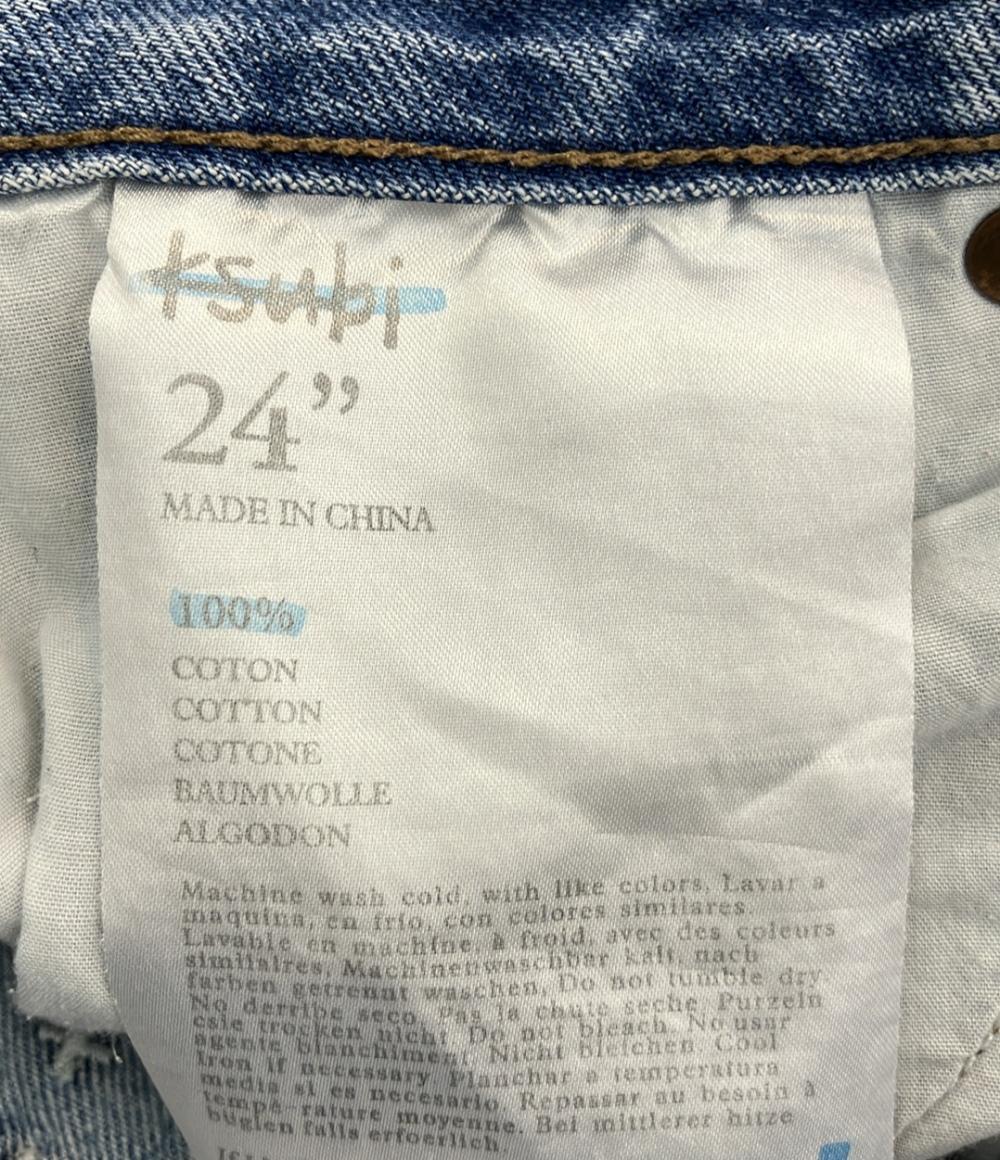 ksubi
24”
MADE IN CHINA
100%
COTON
COTTON
COTONE
BAUMWOLLE
ALGODON
Machine wash cold, with like colors. Lavar a
maquina, en frio, con colores similares.
Lavable en machine, à froid, avec des coleurs
similaires. Machinenwaschbar kalt, nach
farben getrennt waschen. Do not tumble dry.
No derribe seco. Pas la chute seche. Purzeln
csie trocken nicht. Do not bleach. No usar
agente blanchiment Nicht bleichen. Cool
Iron if necessary Planchar a temperatura
media si es necesario. Repassar au besoin à
tempe-rature moyenne. Bei mittlerer hitze
buglen falls erfoerlich.